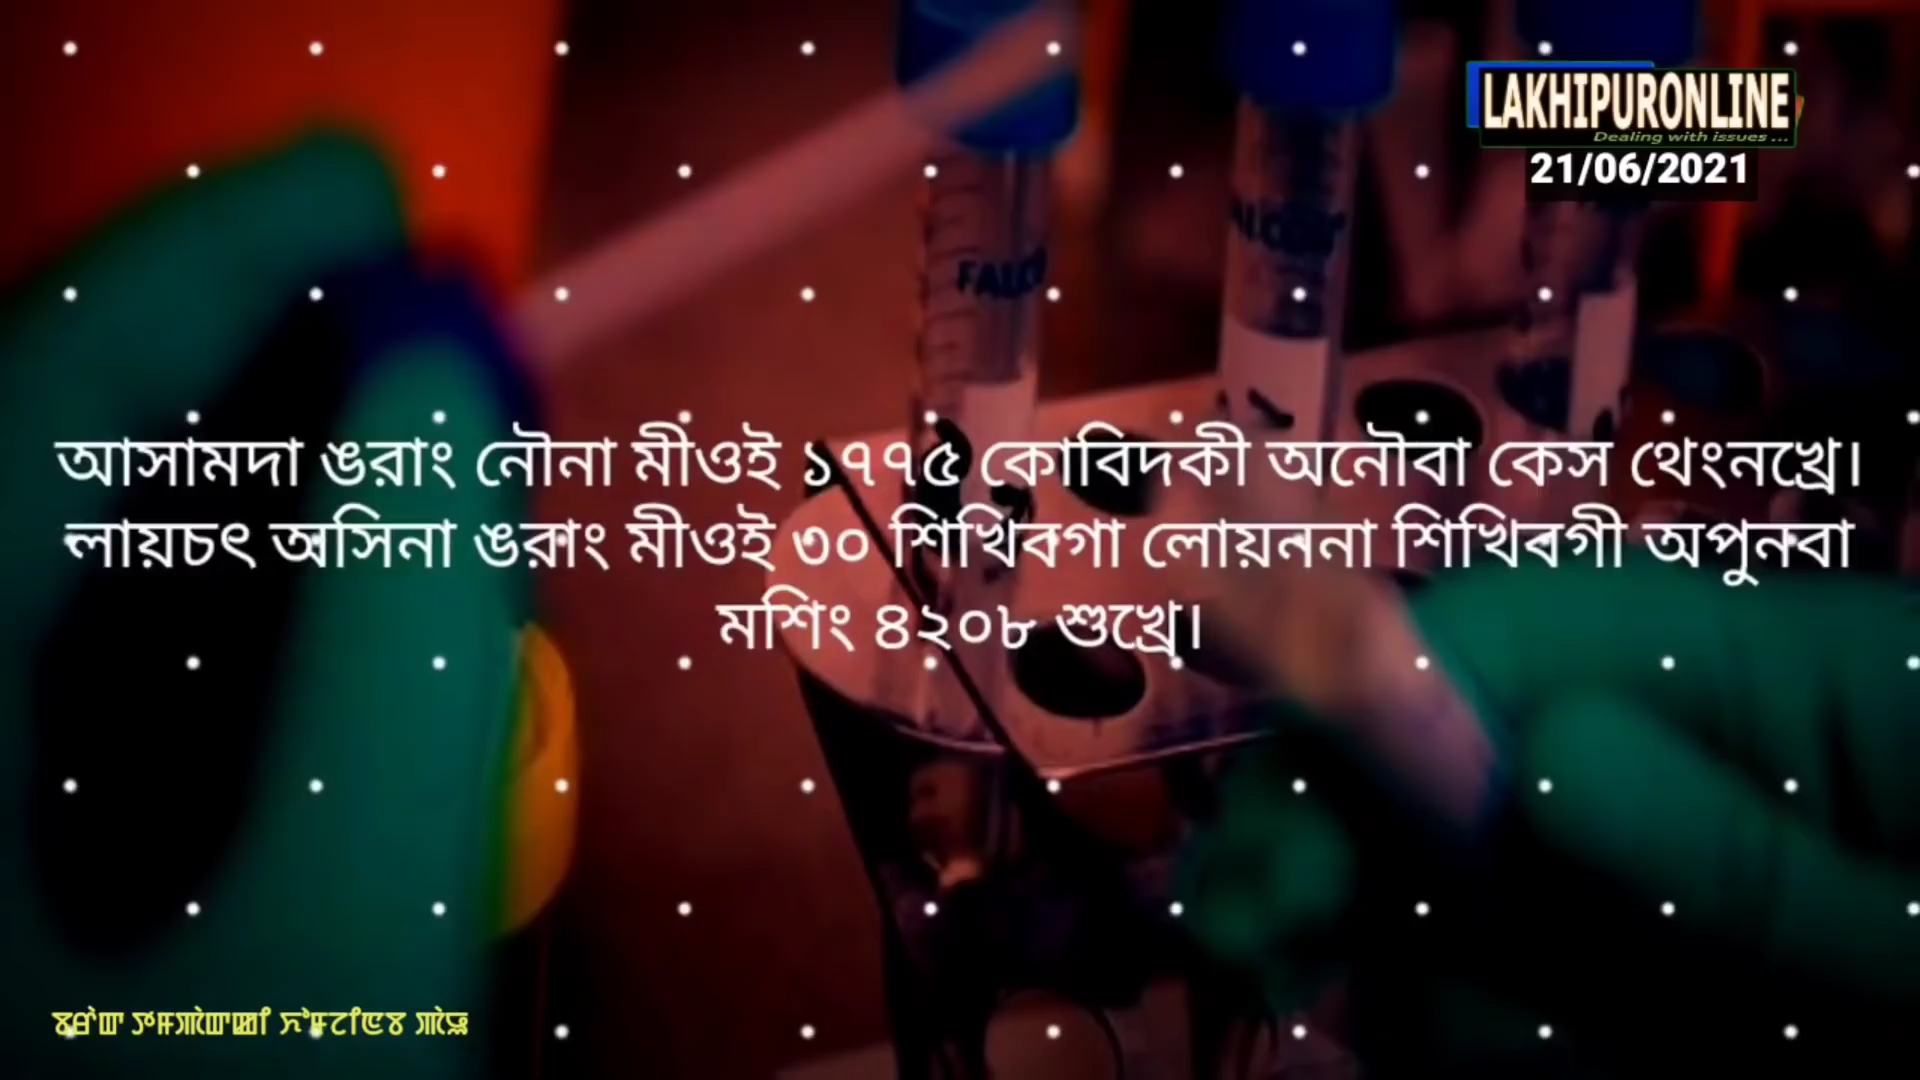 LAKHIPURONLINE
Dealing with issues ...
21/06/2021
FALCO
আসামদা ঙরাং নৌনা মীওই ১৭৭৫ কোবিদকী অনৌবা কেস থেংনখ্রে।
লায়চৎ অসিনা ঙরাং মীওই ৩০ শিখিবগা লোয়ননা শিখিবগী অপুনবা
মশিং ৪২০৮ শুখ্রে।